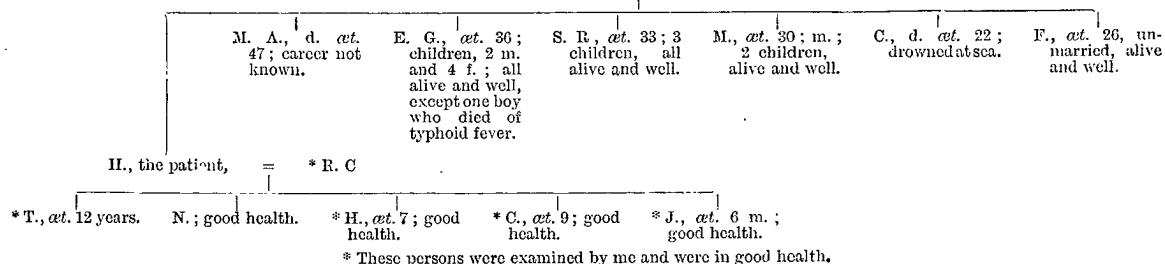 M. A., d. æt. 47; career not known.
E. G., æt. 36; children, 2 m. and 4 f.; all alive and well, except one boy who died of typhoid fever.
S. R., æt. 33; 3 children, all alive and well.
M., æt. 30; m.; 2 children, alive and well.
C., d. æt. 22; drowned at sea.
F., æt. 26, unmarried, alive and well.
H., the patient, = * R. C
* T., æt. 12 years.
N.; good health.
* H., æt. 7; good health.
* C., æt. 9; good health.
* J., æt. 6 m.; good health.
* These persons were examined by me and were in good health.